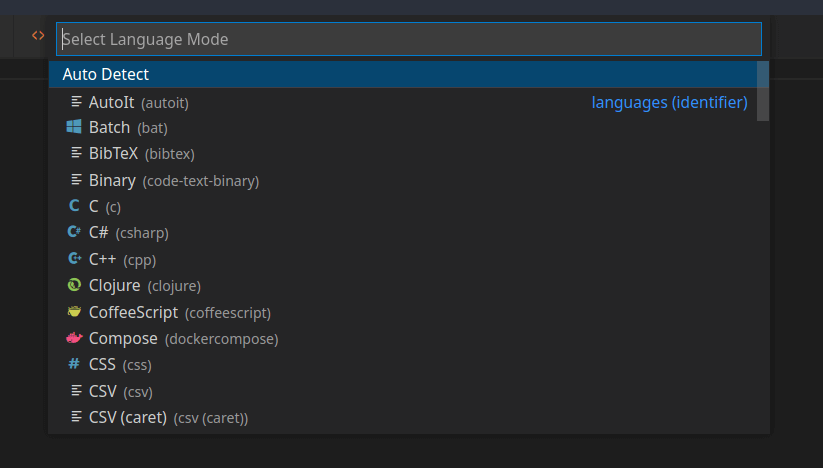 Select Language Mode
Auto Detect
AutoIt (autoit) languages (identifier)
Batch (bat)
BibTeX (bibtex)
Binary (code-text-binary)
C (c)
C# (csharp)
C++ (cpp)
Clojure (clojure)
CoffeeScript (coffeescript)
Compose (dockercompose)
CSS (css)
CSV (csv)
CSV (caret) (csv (caret))